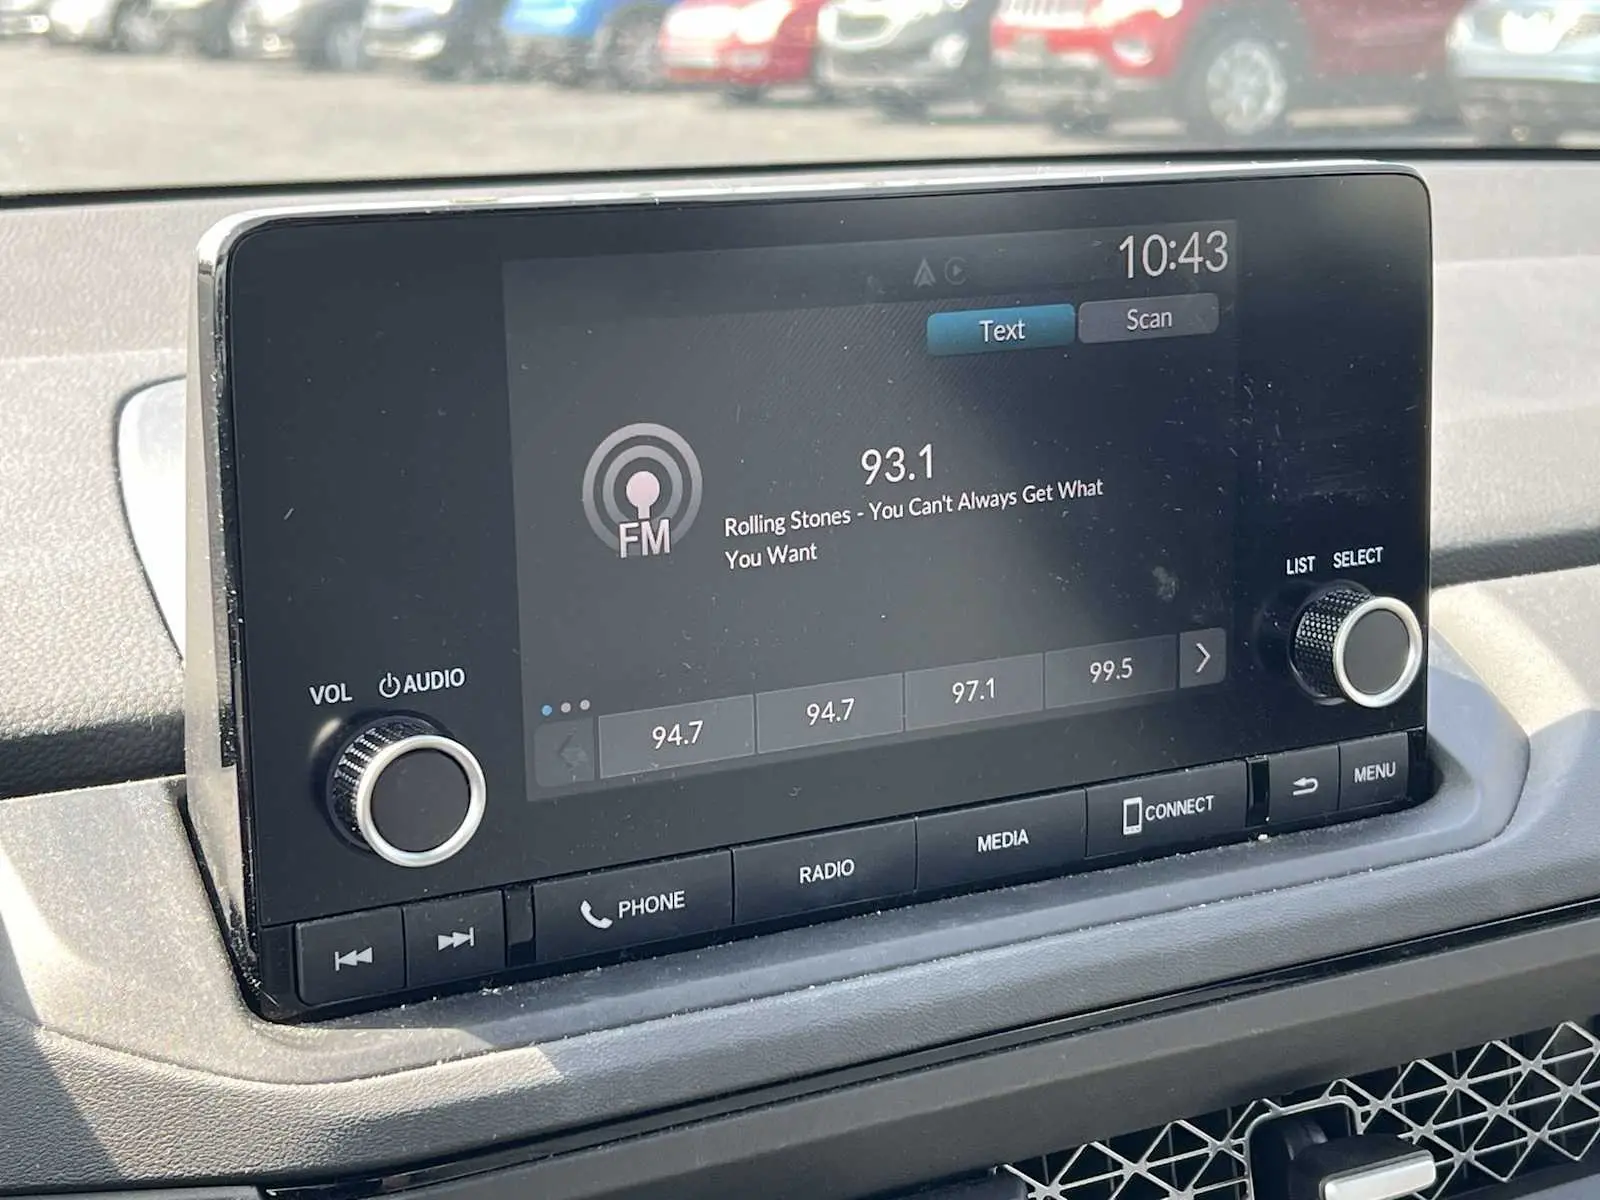 10:43
Text Scan
93.1
FM
Rolling Stones - You Can't Always Get What
You Want
LIST SELECT
VOL AUDIO
94.7 94.7 97.1 99.5
PHONE RADIO MEDIA CONNECT MENU